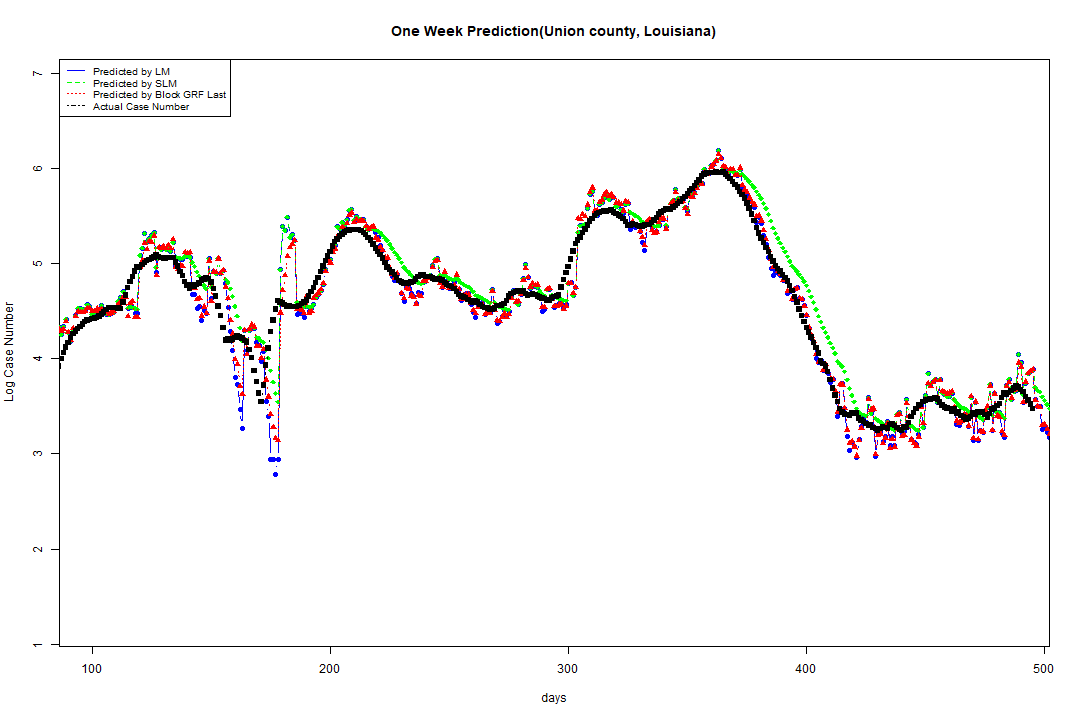 One Week Prediction(Union county, Louisiana)
Predicted by LM
Predicted by SLM
Predicted by Block GRF Last
Actual Case Number
7
6
5
4
3
2
1
Log Case Number
100 200 300 400 500
days